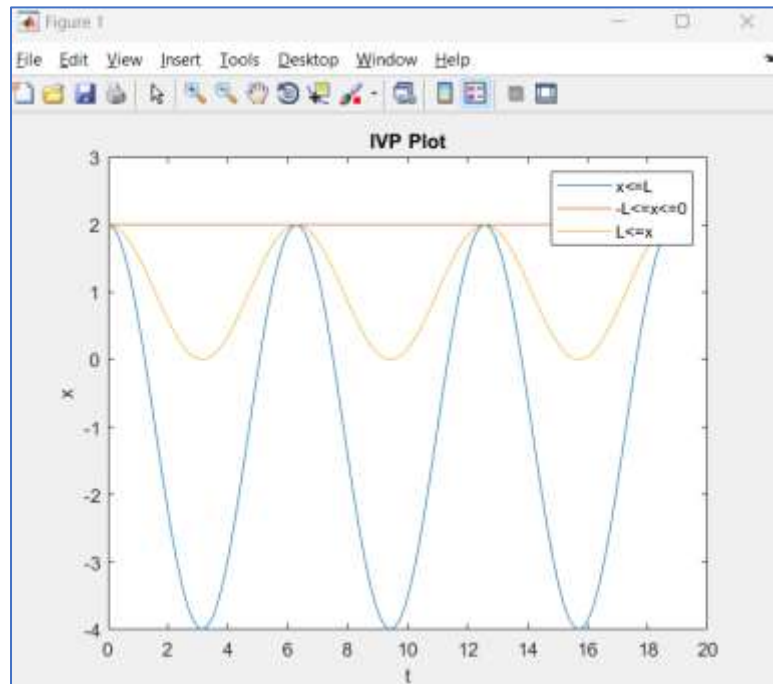 Figure 1
File Edit View Insert Tools Desktop Window Help
IVP Plot
x<=L
-L<=x<=0
L<=x
3
2
1
0
-1
-2
-3
-4
x
0 2 4 6 8 10 12 14 16 18 20
t